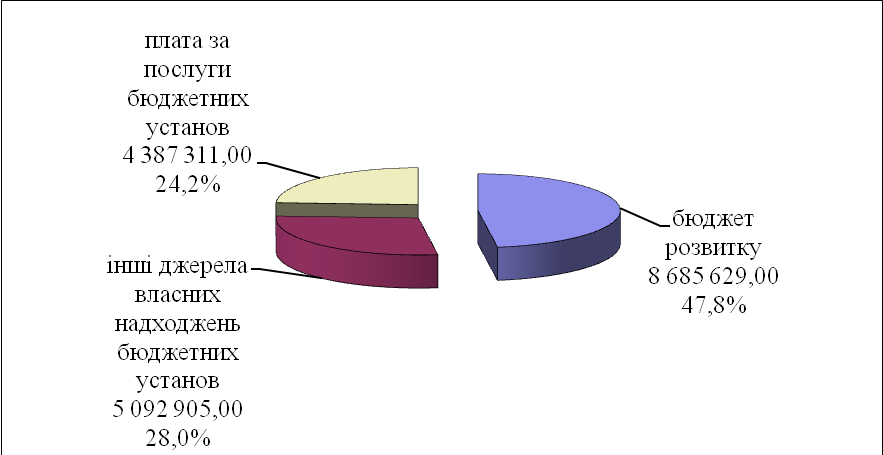 плата за
послуги
бюджетних
установ
4 387 311,00
24,2%
бюджет
розвитку
8 685 629,00
47,8%
інші джерела
власних
надходжень
бюджетних
установ
5 092 905,00
28,0%